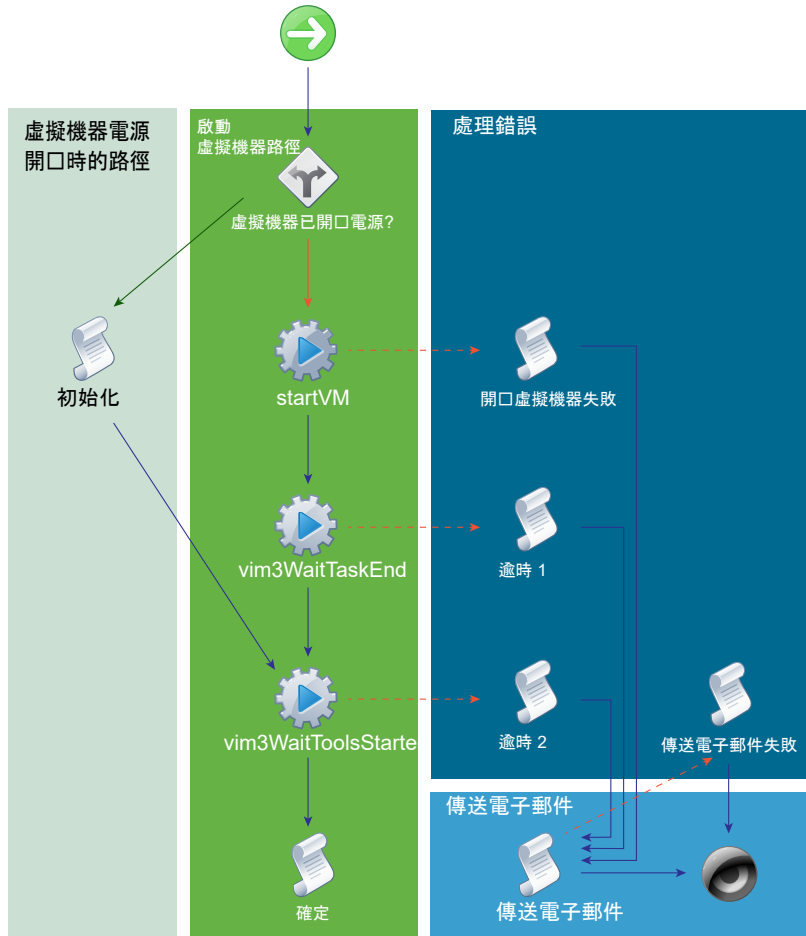 虛擬機器電源
開口時的路徑
啟動
虛擬機器路徑
處理錯誤
虛擬機器已開口電源?
初始化
startVM
開口虛擬機器失敗
vim3WaitTaskEnd
逾時 1
vim3WaitToolsStarte
逾時 2
傳送電子郵件失敗
傳送電子郵件
確定
傳送電子郵件